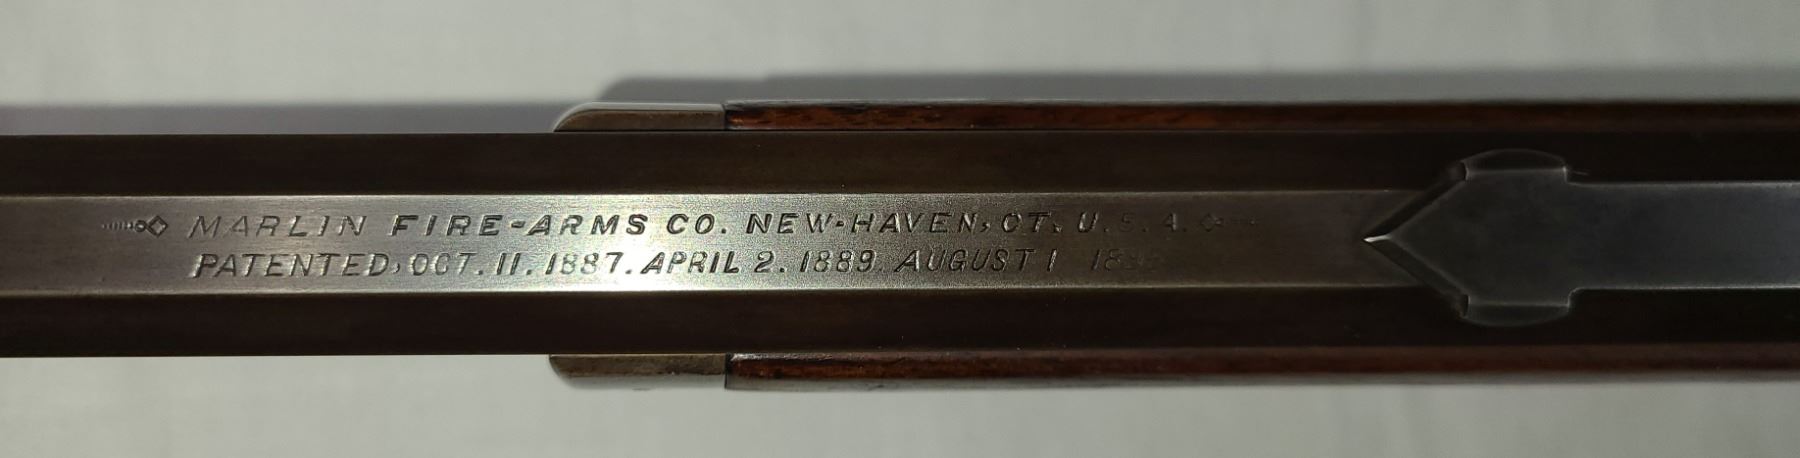 MARLIN FIRE-ARMS CO. NEW-HAVEN, CT. U.S.A.
PATENTED, OCT. 11. 1887. APRIL 2. 1889. AUGUST 1